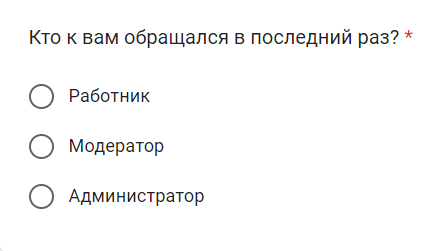 Кто к вам обращался в последний раз? *
Работник
Модератор
Администратор